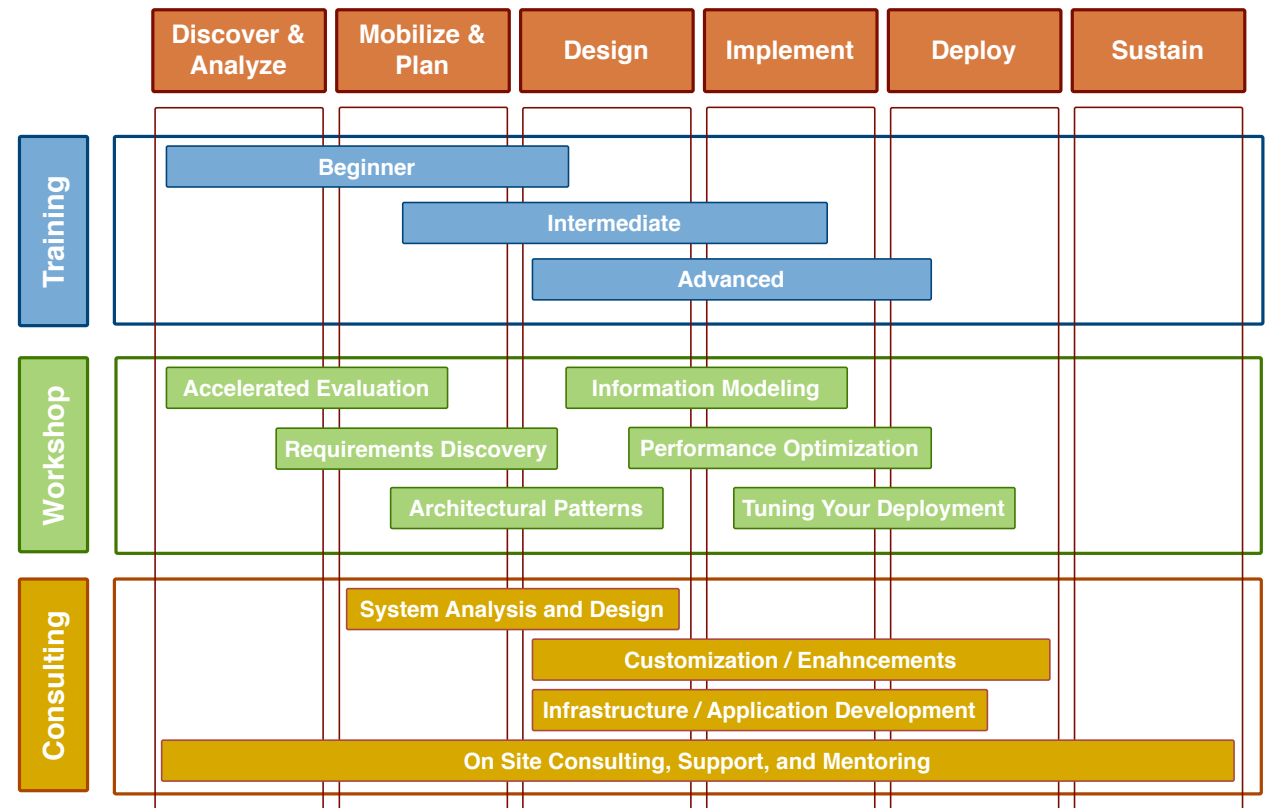 Discover &
Analyze
Mobilize &
Plan
Design
Implement
Deploy
Sustain
Training
Beginner
Intermediate
Advanced
Workshop
Accelerated Evaluation
Information Modeling
Requirements Discovery
Performance Optimization
Architectural Patterns
Tuning Your Deployment
Consulting
System Analysis and Design
Customization / Enahncements
Infrastructure / Application Development
On Site Consulting, Support, and Mentoring